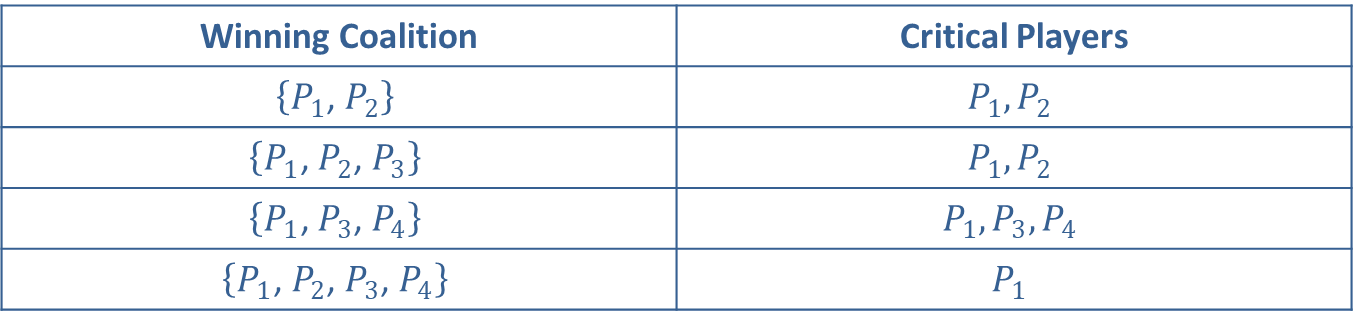 Winning Coalition Critical Players
{P₁, P₂} P₁, P₂
{P₁, P₂, P₃} P₁, P₂
{P₁, P₃, P₄} P₁, P₃, P₄
{P₁, P₂, P₃, P₄} P₁